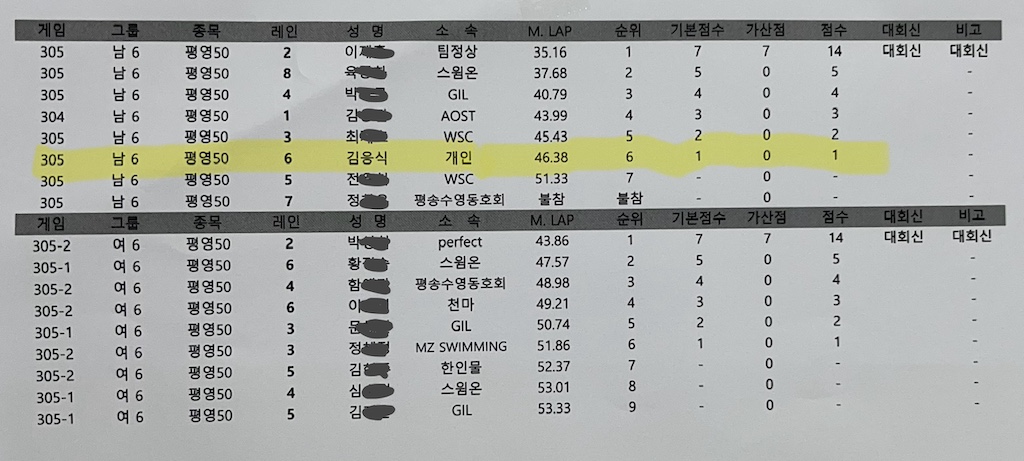 게임 그룹 종목 레인 성 명 소 속 M. LAP 순위 기본점수 가산점 점수 대회신 비고
305 남 6 평영50 2 이 팀정상 35.16 1 7 7 14 대회신 대회신
305 남 6 평영50 8 스윔온 37.68 2 5 0 5 -
305 남 6 평영50 4 박 GIL 40.79 3 4 0 4 -
304 남 6 평영50 1 김 AOST 43.99 4 3 0 3 -
305 남 6 평영50 3 최 WSC 45.43 5 2 0 2 -
305 남 6 평영50 6 김응식 개인 46.38 6 1 0 1 -
305 남 6 평영50 5 전 WSC 51.33 7 - 0 - -
305 남 6 평영50 7 정 평송수영동호회 불참 불참 - 0 - -
게임 그룹 종목 레인 성 명 소 속 M. LAP 순위 기본점수 가산점 점수 대회신 비고
305-2 여 6 평영50 2 박 perfect 43.86 1 7 7 14 대회신 대회신
305-1 여 6 평영50 6 황 스윔온 47.57 2 5 0 5 -
305-2 여 6 평영50 4 함 평송수영동호회 48.98 3 4 0 4 -
305-2 여 6 평영50 6 이 천마 49.21 4 3 0 3 -
305-1 여 6 평영50 3 문 GIL 50.74 5 2 0 2 -
305-2 여 6 평영50 3 정 MZ SWIMMING 51.86 6 1 0 1 -
305-2 여 6 평영50 5 김 한인물 52.37 7 - 0 - -
305-1 여 6 평영50 4 심 스윔온 53.01 8 - 0 - -
305-1 여 6 평영50 5 김 GIL 53.33 9 - 0 - -